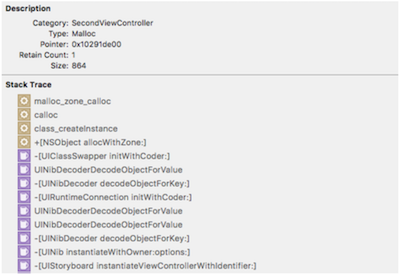 Description
Category: SecondViewController
Type: Malloc
Pointer: 0x10291de00
Retain Count: 1
Size: 864
Stack Trace
malloc_zone_calloc
calloc
class_createInstance
+[NSObject allocWithZone:]
-[UIClassSwapper initWithCoder:]
UINibDecoderDecodeObjectForValue
-[UINibDecoder decodeObjectForKey:]
-[UIRuntimeConnection initWithCoder:]
UINibDecoderDecodeObjectForValue
UINibDecoderDecodeObjectForValue
-[UINibDecoder decodeObjectForKey:]
-[UINib instantiateWithOwner:options:]
-[UIStoryboard instantiateViewControllerWithIdentifier:]